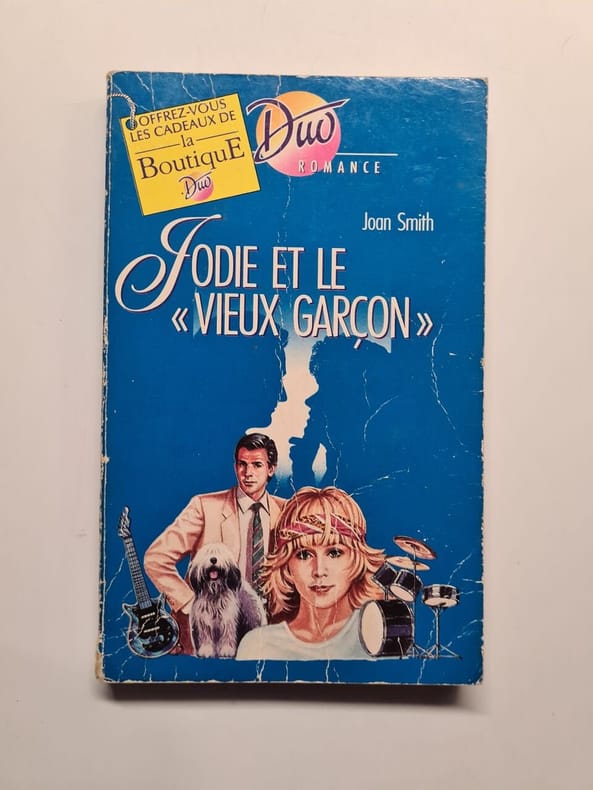 OFFREZ-VOUS
LES CADEAUX DE
la
BoutiquE
Duo
Duo
ROMANCE
Joan Smith
JODIE ET LE
« VIEUX GARÇON »